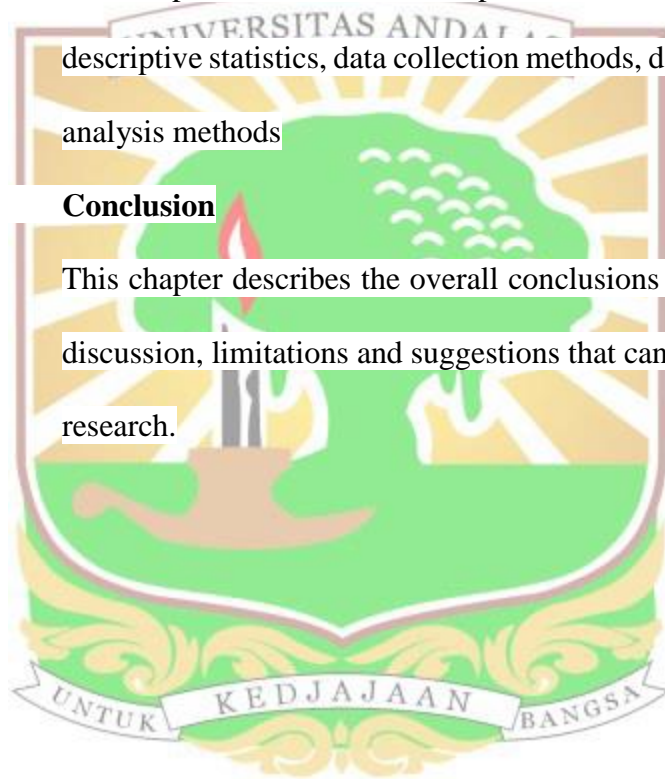 UNIVERSITAS ANDALAS
descriptive statistics, data collection methods, d
analysis methods
Conclusion
This chapter describes the overall conclusions
discussion, limitations and suggestions that can
research.
UNTUK KEDJAJAAN BANGSA